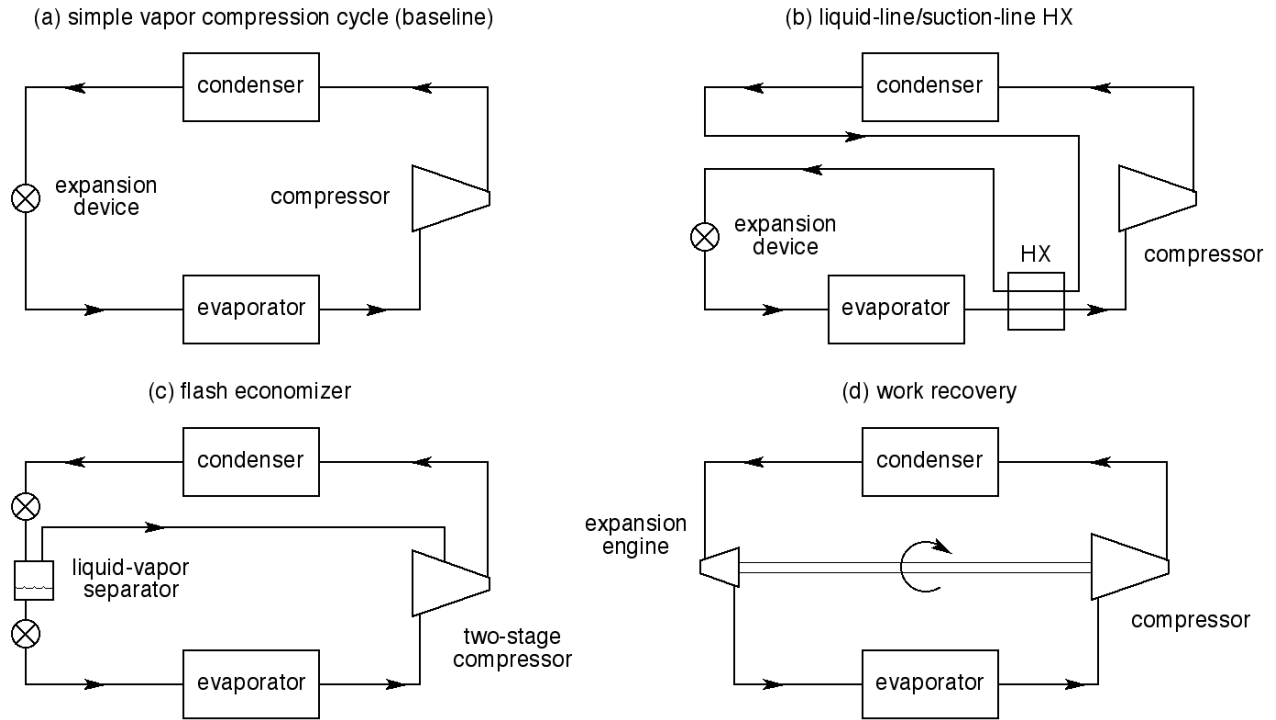 (a) simple vapor compression cycle (baseline)
condenser
expansion
device
compressor
evaporator
(b) liquid-line/suction-line HX
condenser
expansion
device
HX
compressor
evaporator
(c) flash economizer
condenser
liquid-vapor
separator
two-stage
compressor
evaporator
(d) work recovery
condenser
expansion
engine
compressor
evaporator